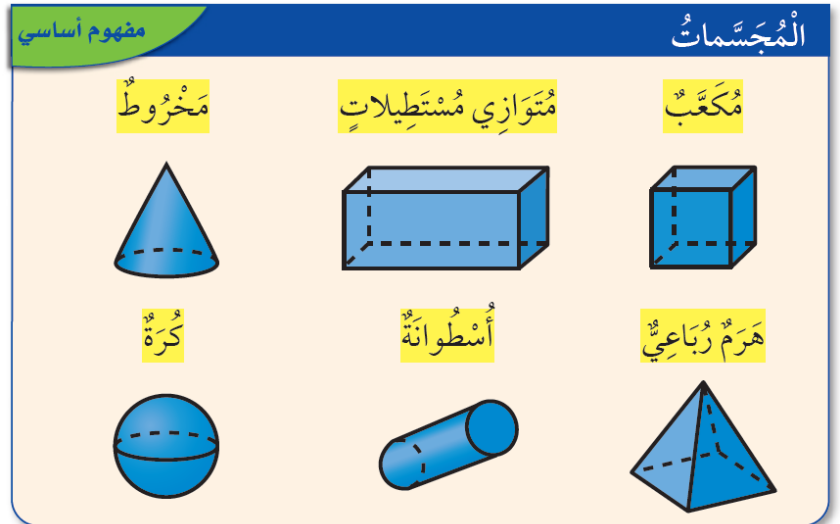 الْمُجَسَّماتُ
مفهوم أساسي
مُكَعَّبٌ
مُتَوَازِي مُسْتَطِيلاتٍ
مَخْرُوطٌ
هَرَمٌ رُبَاعِيٌّ
أُسْطُوانَةٌ
كُرَةٌ